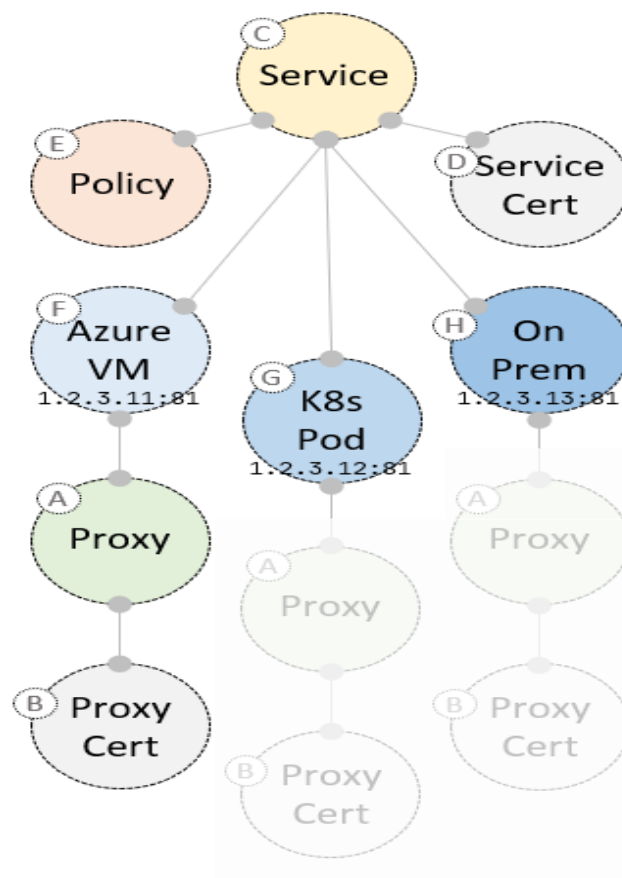 C
Service
E
Policy
D
Service
Cert
F
Azure
VM
1.2.3.11:81
G
K8s
Pod
1.2.3.12:81
H
On
Prem
1.2.3.13:81
A
Proxy
B
Proxy
Cert
A
Proxy
B
Proxy
Cert
A
Proxy
B
Proxy
Cert